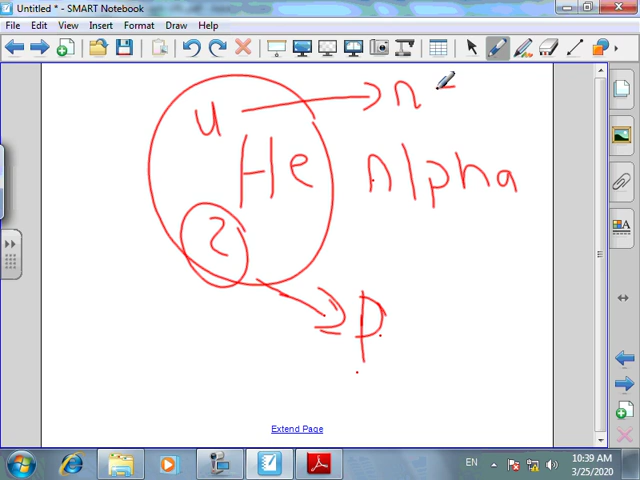 Untitled * - SMART Notebook
File Edit View Insert Format Tools Draw Help
4 n
He Alpha
2
p
Extend Page
EN 10:39 AM
3/25/2020